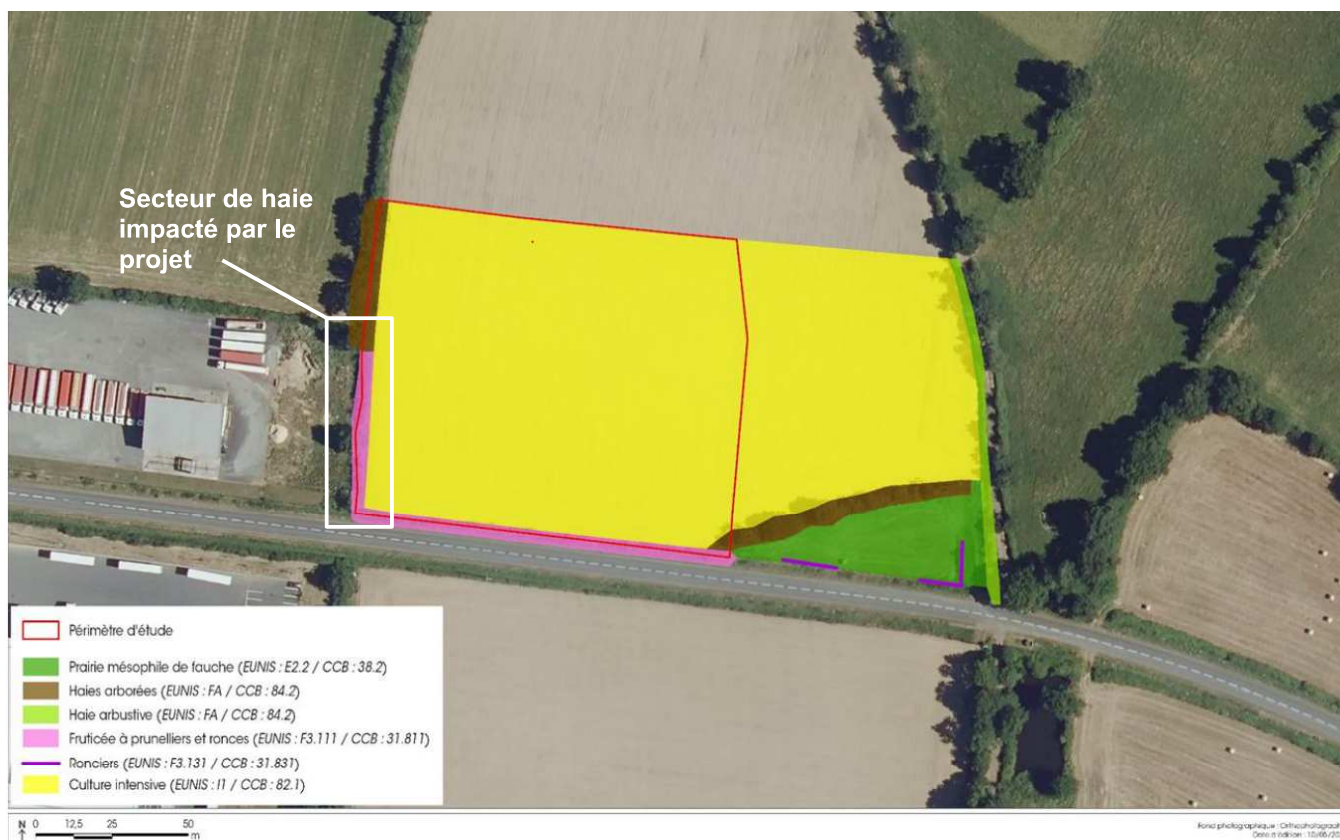 Secteur de haie
impacté par le
projet
Périmètre d'étude
Prairie mésophile de fauche (EUNIS : E2.2 / CCB : 38.2)
Haies arborées (EUNIS : FA / CCB : 84.2)
Haie arbustive (EUNIS : FA / CCB : 84.2)
Fruticée à prunelliers et ronces (EUNIS : F3.111 / CCB : 31.811)
Ronciers (EUNIS : F3.131 / CCB : 31.831)
Culture intensive (EUNIS : I1 / CCB : 82.1)
N 0 12,5 25 50
m
Fond photographique :